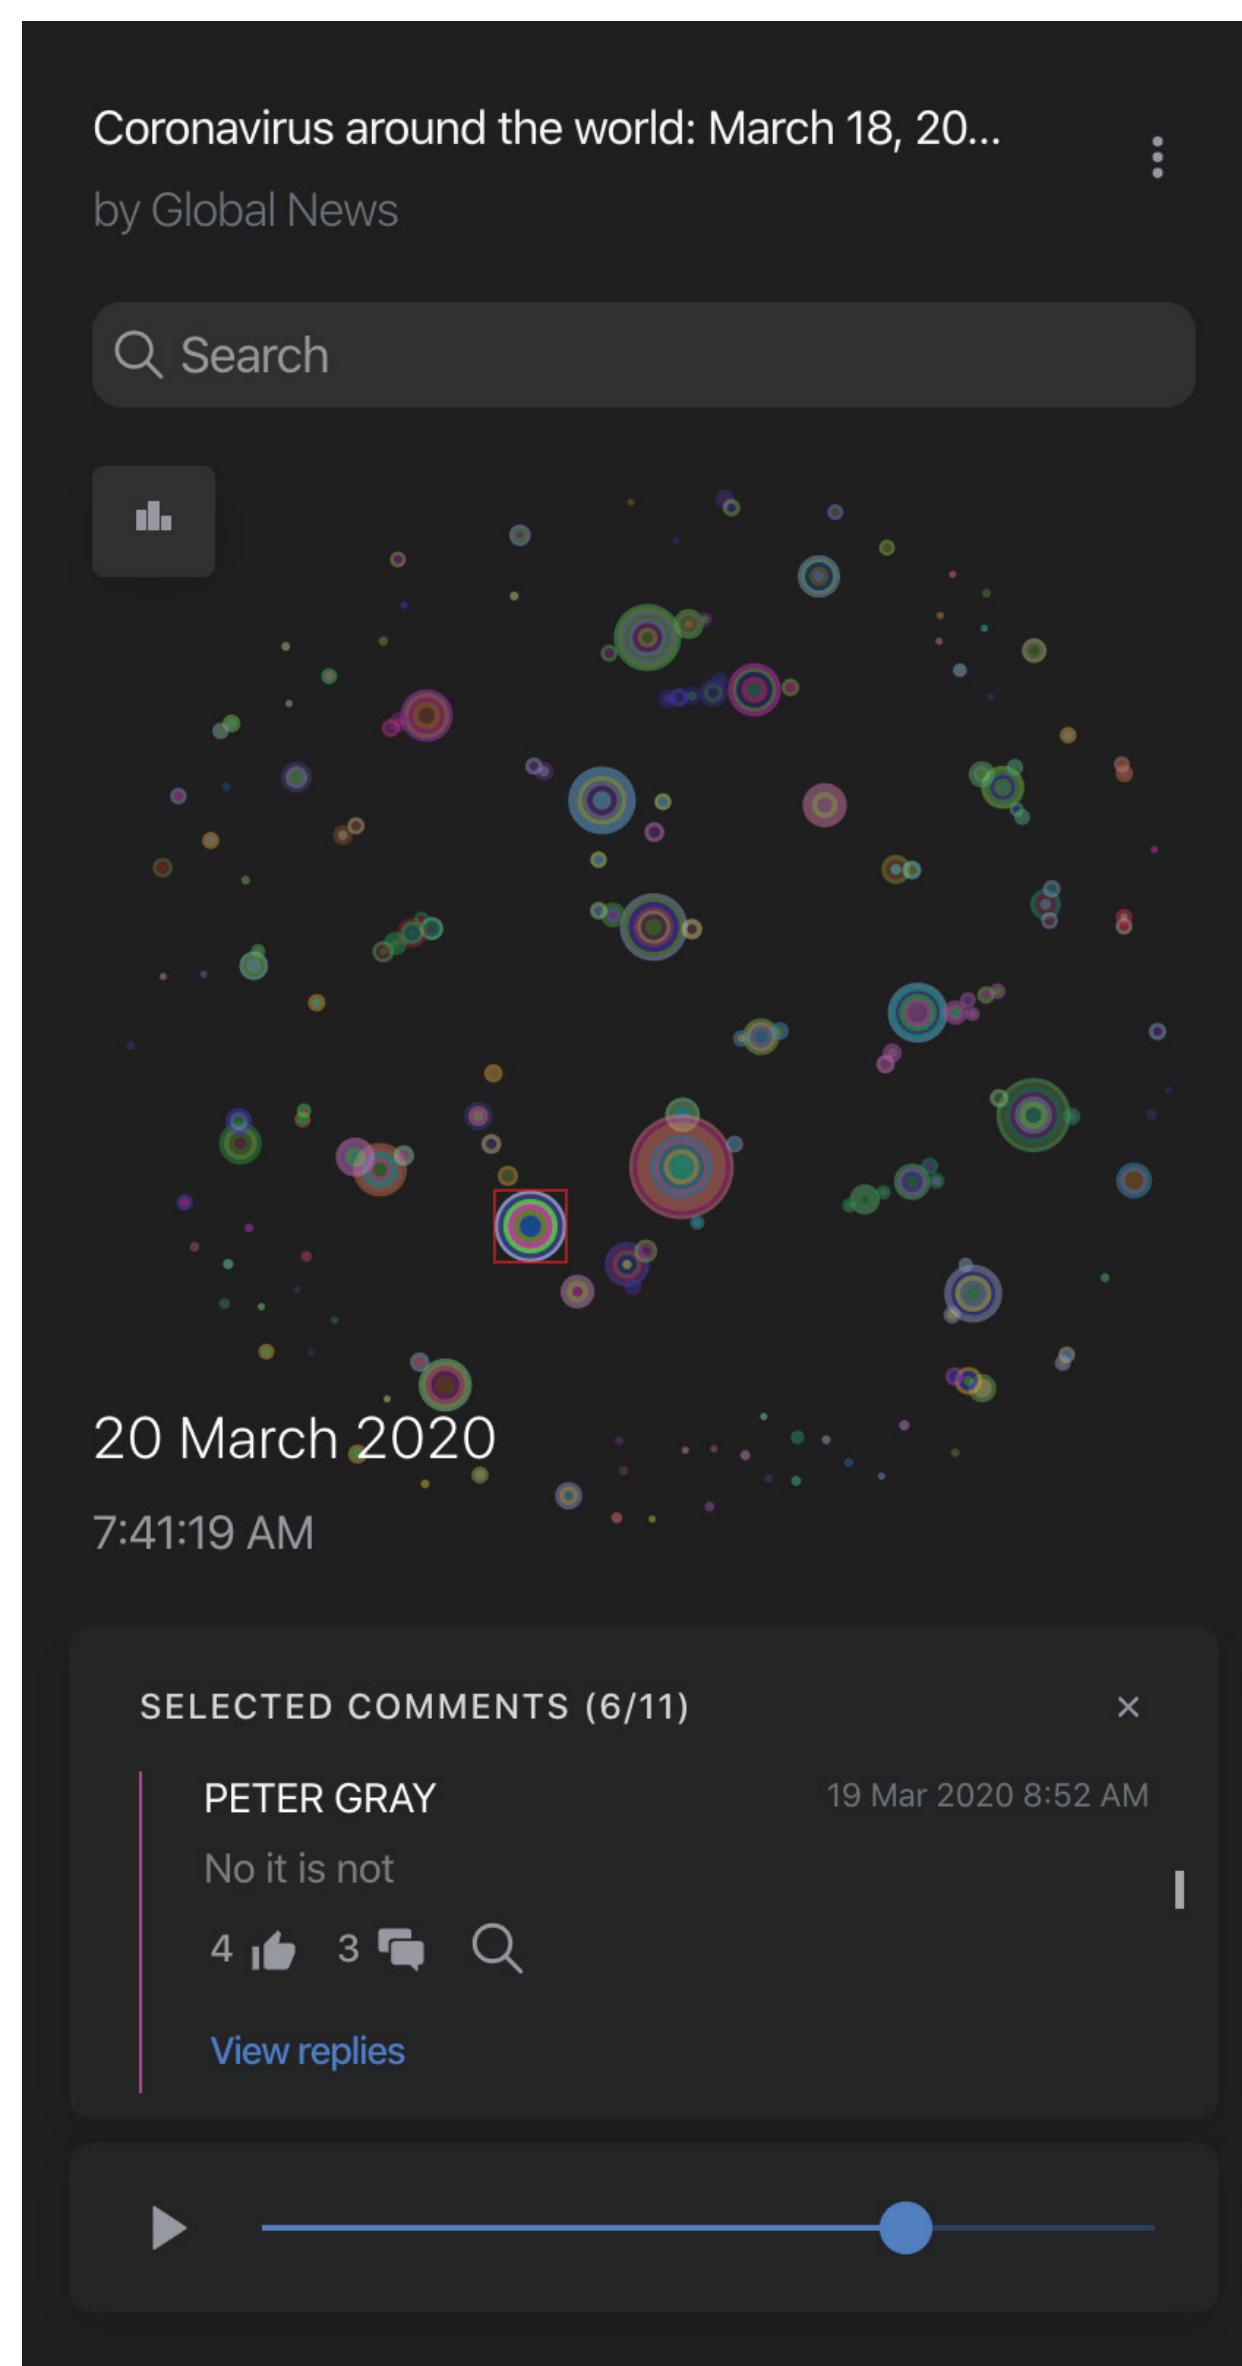 Coronavirus around the world: March 18, 20...
by Global News
Search
20 March 2020
7:41:19 AM
SELECTED COMMENTS (6/11)
PETER GRAY
19 Mar 2020 8:52 AM
No it is not
4
3
View replies